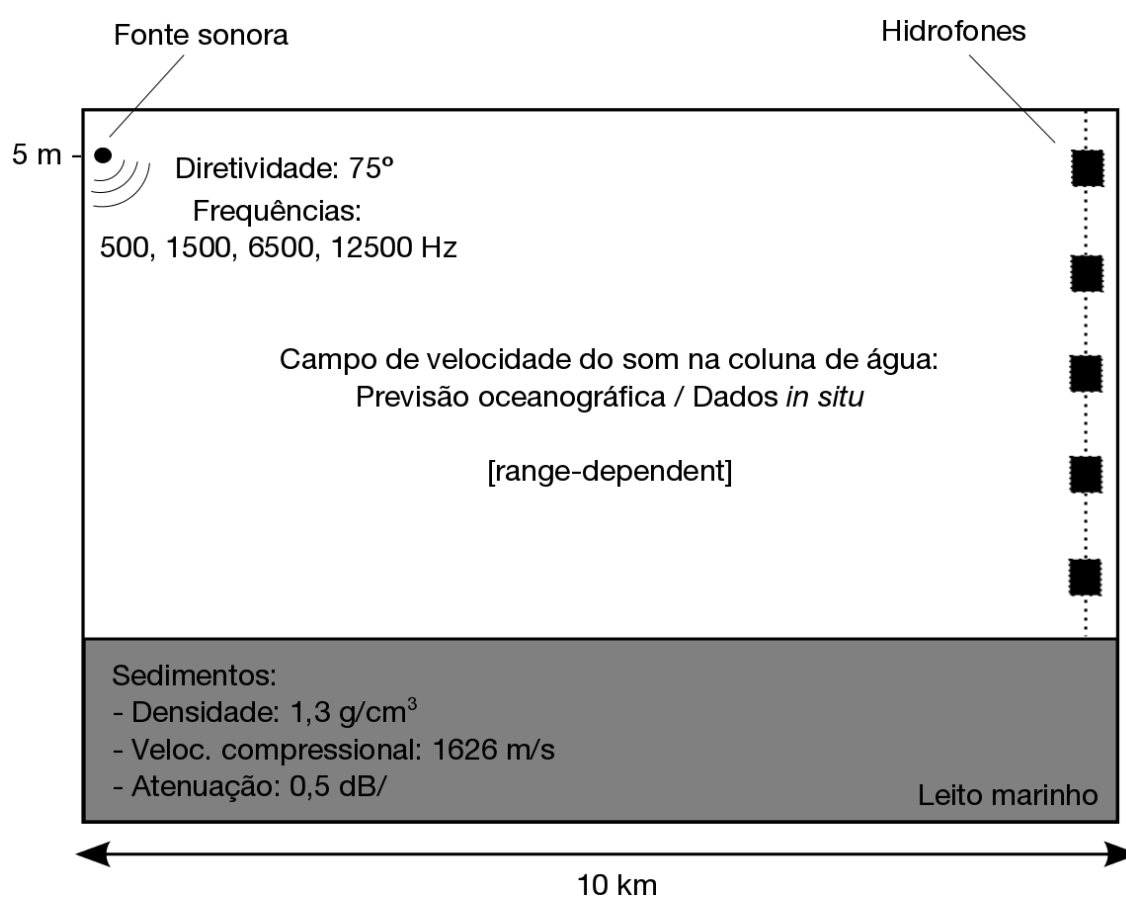 Fonte sonora
Hidrofones
5 m
Diretividade: 75º
Frequências:
500, 1500, 6500, 12500 Hz
Campo de velocidade do som na coluna de água:
Previsão oceanográfica / Dados in situ
[range-dependent]
Sedimentos:
- Densidade: 1,3 g/cm³
- Veloc. compressional: 1626 m/s
- Atenuação: 0,5 dB/
Leito marinho
10 km